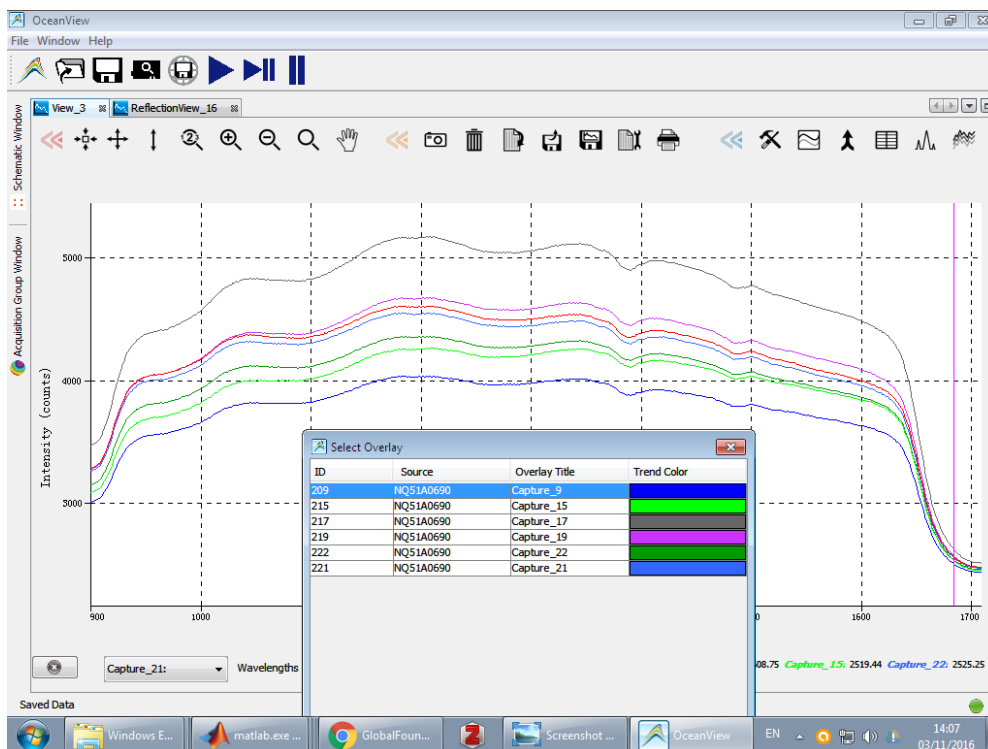 OceanView
File Window Help
View_3 ReflectionView_16
Schematic Window
Acquisition Group Window
Intensity (counts)
5000
4000
3000
900 1000 1600 1700
Select Overlay
ID Source Overlay Title Trend Color
209 NQ51A0690 Capture_9
215 NQ51A0690 Capture_15
217 NQ51A0690 Capture_17
219 NQ51A0690 Capture_19
222 NQ51A0690 Capture_22
221 NQ51A0690 Capture_21
Capture_21: Wavelengths 08.75 Capture_15: 2519.44 Capture_22: 2525.25
Saved Data
Windows E... matlab.exe ... GlobalFoun... Screenshot ... OceanView EN 14:07
03/11/2016